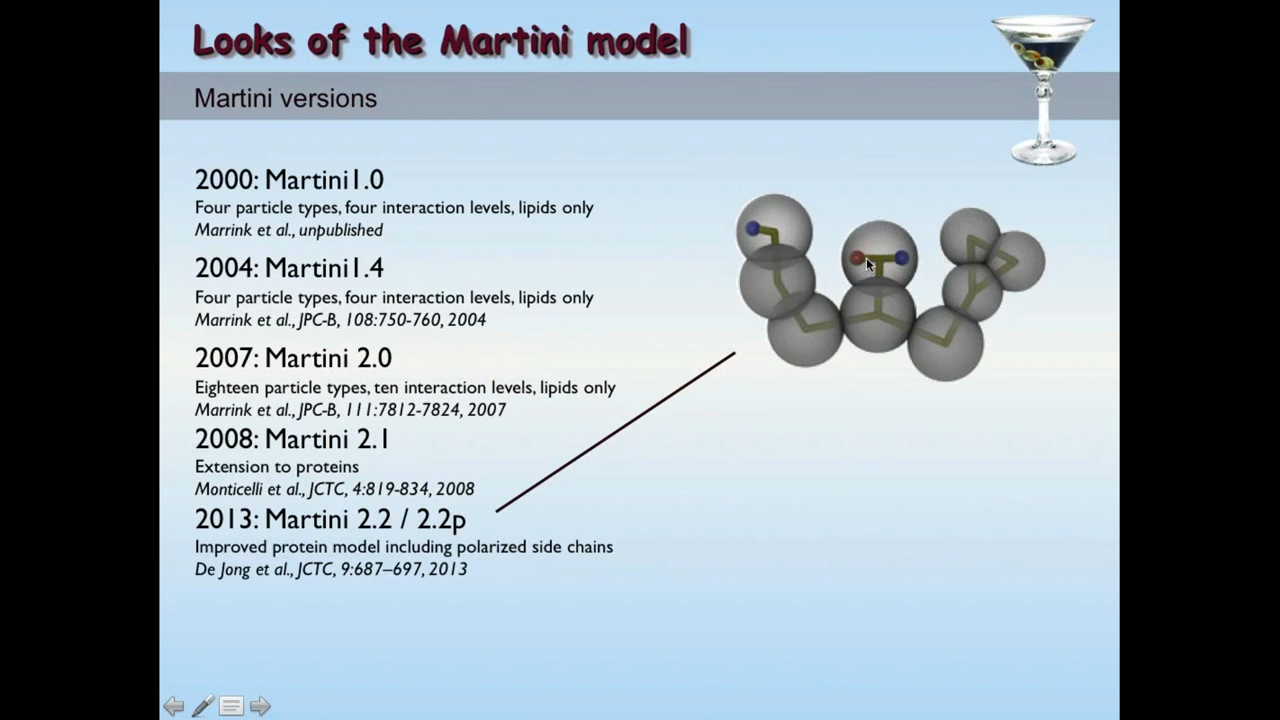 Looks of the Martini model
Martini versions
2000: Martini1.0
Four particle types, four interaction levels, lipids only
Marrink et al., unpublished
2004: Martini1.4
Four particle types, four interaction levels, lipids only
Marrink et al., JPC-B, 108:750-760, 2004
2007: Martini 2.0
Eighteen particle types, ten interaction levels, lipids only
Marrink et al., JPC-B, 111:7812-7824, 2007
2008: Martini 2.1
Extension to proteins
Monticelli et al., JCTC, 4:819-834, 2008
2013: Martini 2.2 / 2.2p
Improved protein model including polarized side chains
De Jong et al., JCTC, 9:687–697, 2013